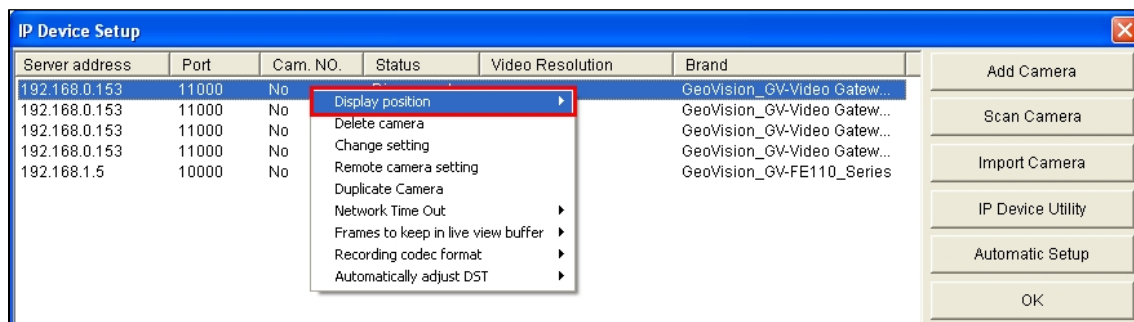 IP Device Setup
Server address Port Cam. NO. Status Video Resolution Brand
192.168.0.153 11000 No GeoVision_GV-Video Gatew...
192.168.0.153 11000 No GeoVision_GV-Video Gatew...
192.168.0.153 11000 No GeoVision_GV-Video Gatew...
192.168.0.153 11000 No GeoVision_GV-Video Gatew...
192.168.1.5 10000 No GeoVision_GV-FE110_Series
Display position
Delete camera
Change setting
Remote camera setting
Duplicate Camera
Network Time Out
Frames to keep in live view buffer
Recording codec format
Automatically adjust DST
Add Camera
Scan Camera
Import Camera
IP Device Utility
Automatic Setup
OK